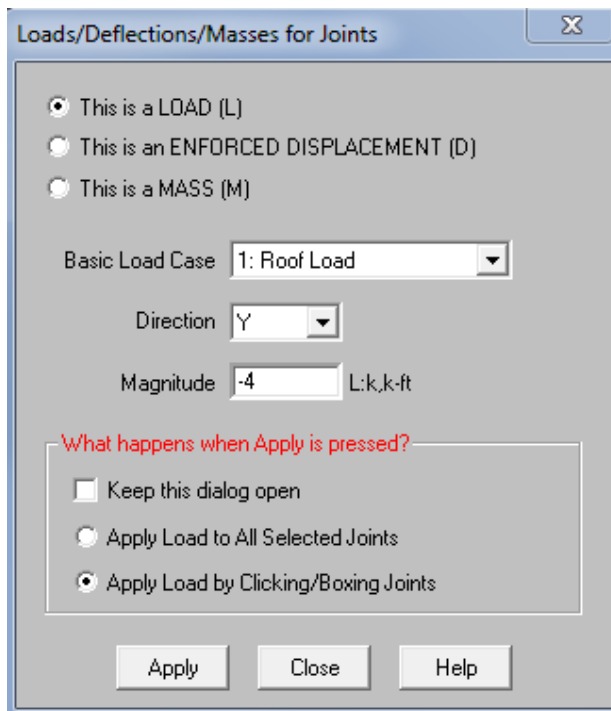 Loads/Deflections/Masses for Joints
This is a LOAD (L)
This is an ENFORCED DISPLACEMENT (D)
This is a MASS (M)
Basic Load Case 1: Roof Load
Direction Y
Magnitude -4 L:k,k-ft
What happens when Apply is pressed?
Keep this dialog open
Apply Load to All Selected Joints
Apply Load by Clicking/Boxing Joints
Apply Close Help